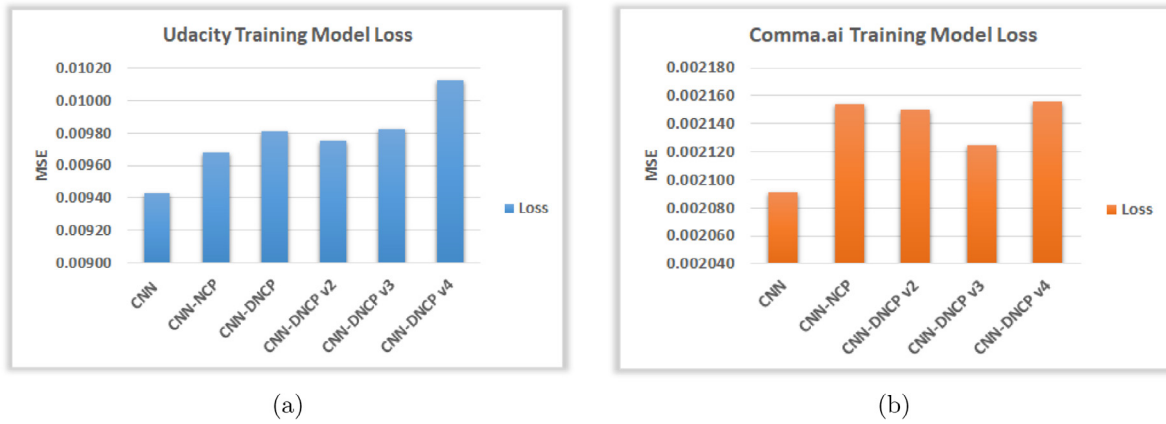 Udacity Training Model Loss
0.01020
0.01000
0.00980
0.00960
0.00940
0.00920
0.00900
MSE
CNN
CNN-NCP
CNN-DNCP
CNN-DNCP v2
CNN-DNCP v3
CNN-DNCP v4
Loss
(a)
Comma.ai Training Model Loss
0.002180
0.002160
0.002140
0.002120
0.002100
0.002080
0.002060
0.002040
MSE
CNN
CNN-NCP
CNN-DNCP v2
CNN-DNCP v3
CNN-DNCP v4
Loss
(b)